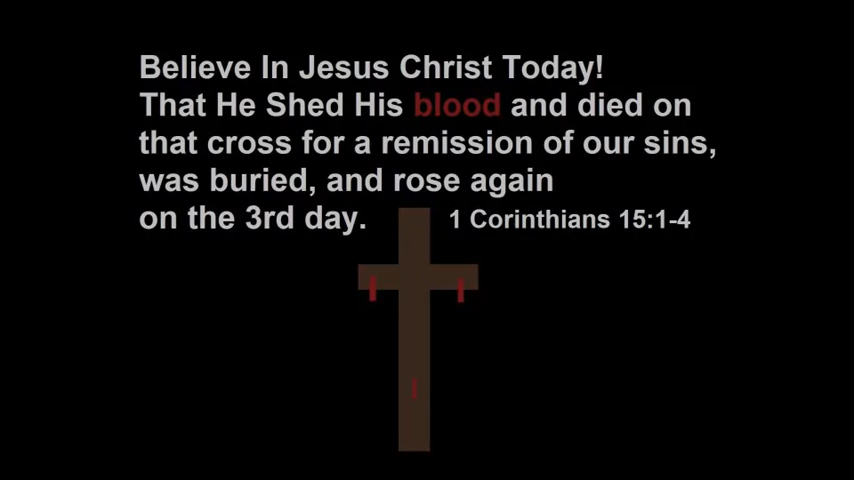 Believe In Jesus Christ Today!
That He Shed His blood and died on
that cross for a remission of our sins,
was buried, and rose again
on the 3rd day. 1 Corinthians 15:1-4